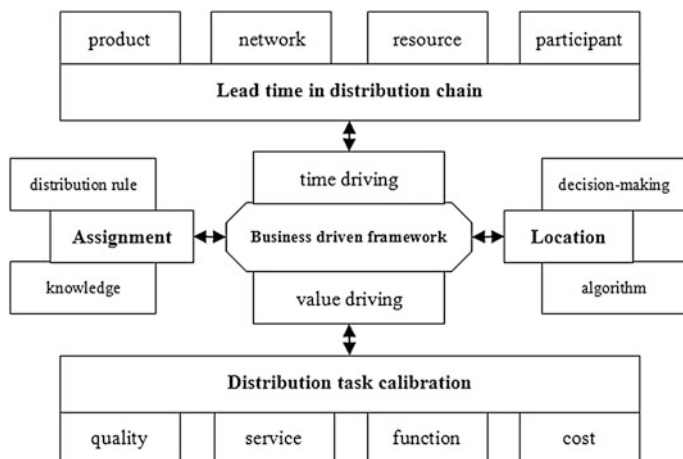 product network resource participant
Lead time in distribution chain
time driving
distribution rule decision-making
Assignment Business driven framework Location
knowledge algorithm
value driving
Distribution task calibration
quality service function cost